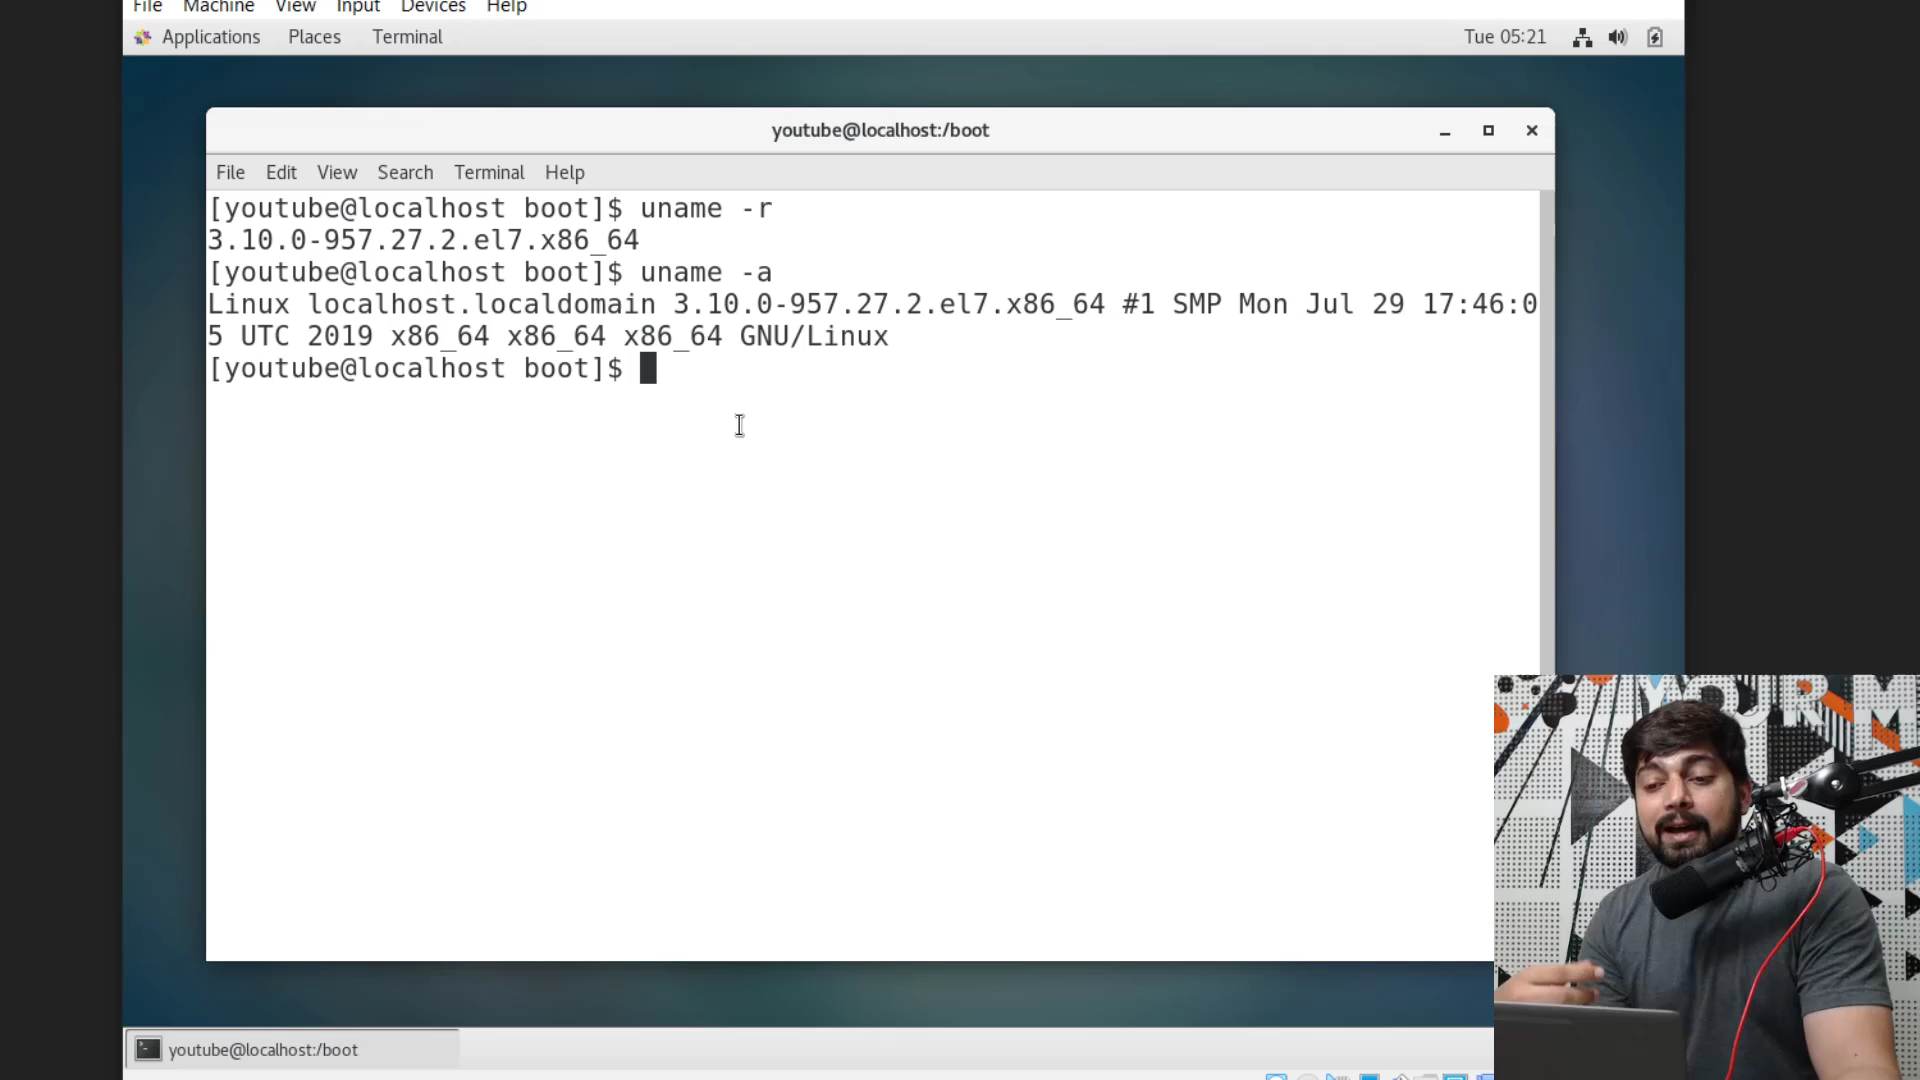 File Machine View Input Devices Help
Applications Places Terminal Tue 05:21
youtube@localhost:/boot
File Edit View Search Terminal Help
[youtube@localhost boot]$ uname -r
3.10.0-957.27.2.el7.x86_64
[youtube@localhost boot]$ uname -a
Linux localhost.localdomain 3.10.0-957.27.2.el7.x86_64 #1 SMP Mon Jul 29 17:46:0
5 UTC 2019 x86_64 x86_64 x86_64 GNU/Linux
[youtube@localhost boot]$
YOUR M
youtube@localhost:/boot